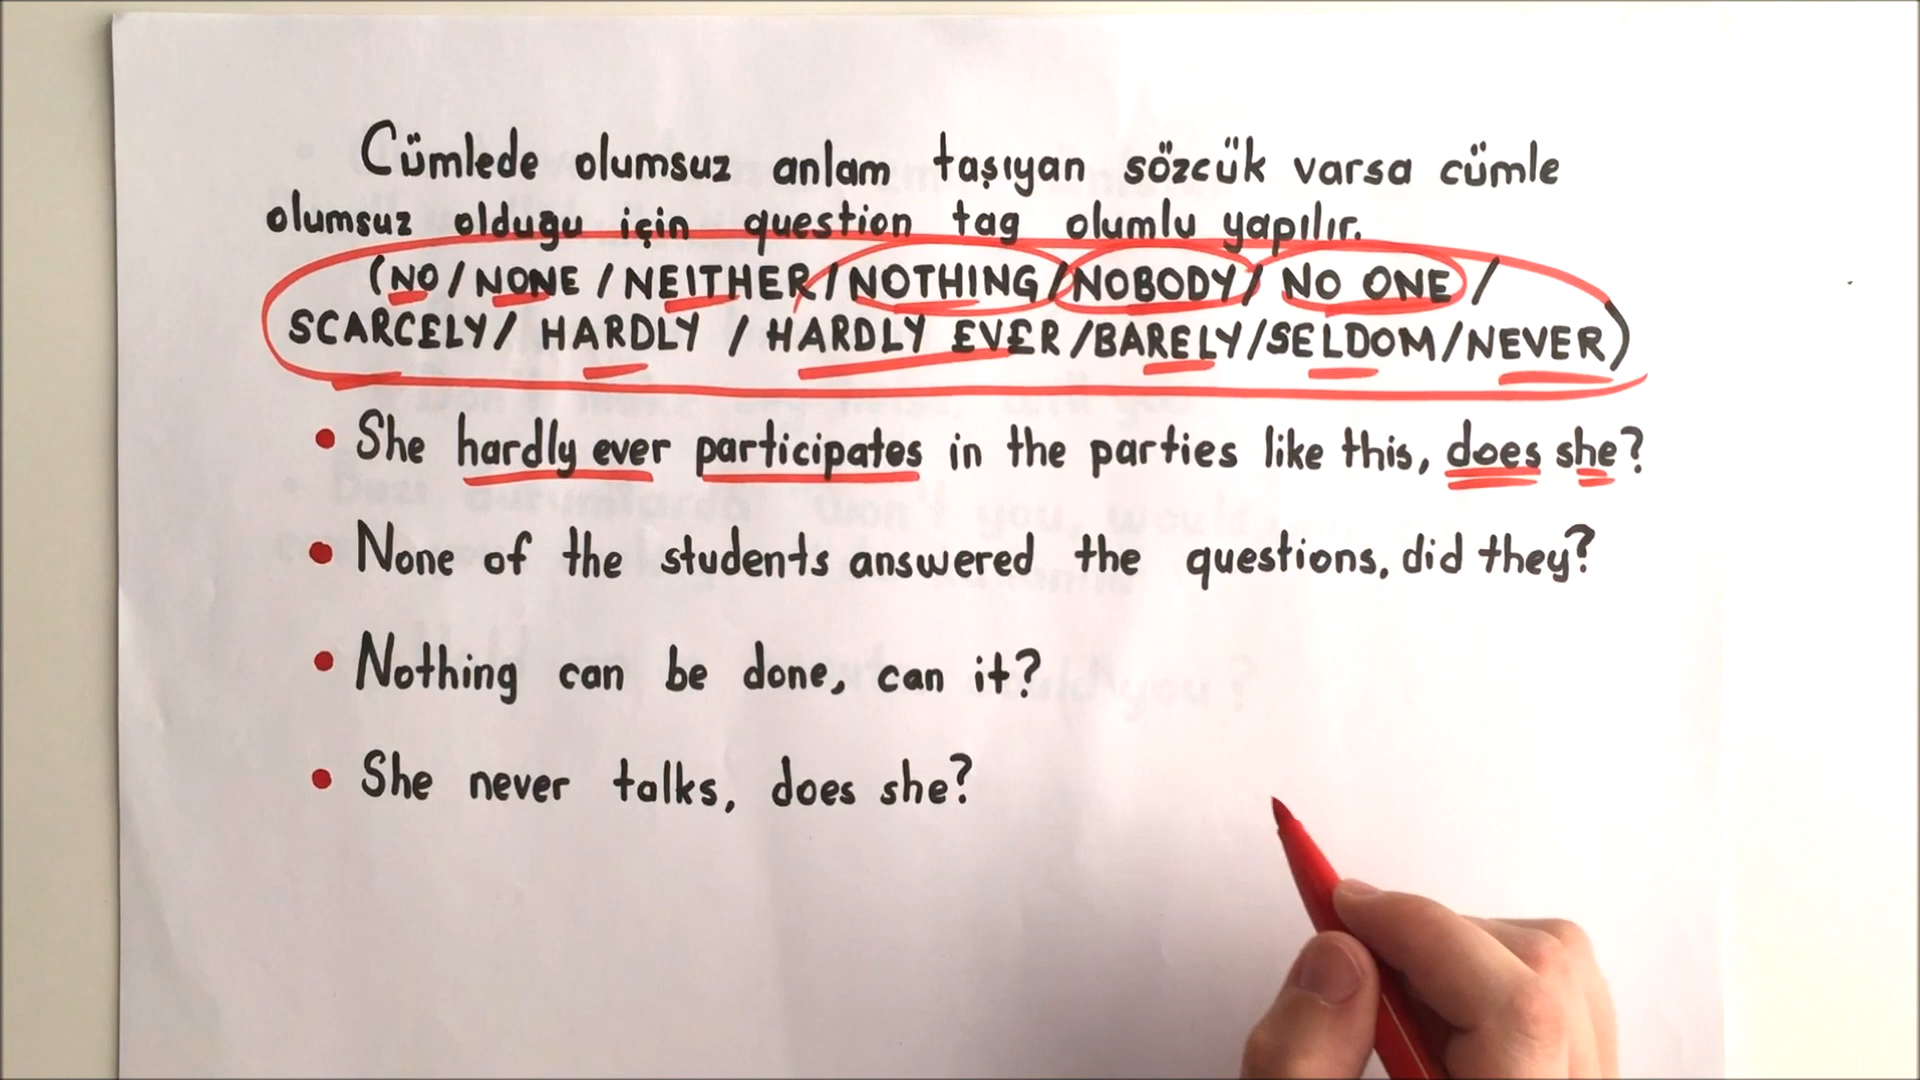 Cümlede olumsuz anlam taşıyan sözcük varsa cümle
olumsuz olduğu için question tag olumlu yapılır.
(NO / NONE / NEITHER / NOTHING / NOBODY / NO ONE /
SCARCELY / HARDLY / HARDLY EVER / BARELY / SELDOM / NEVER)
• She hardly ever participates in the parties like this, does she?
• None of the students answered the questions, did they?
• Nothing can be done, can it?
• She never talks, does she?